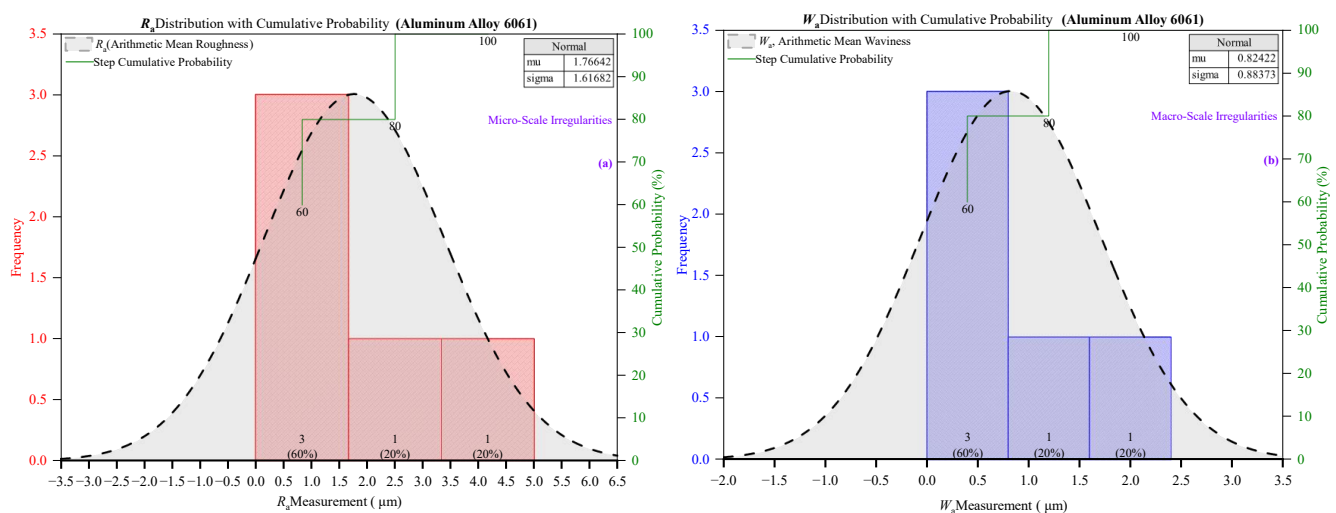 RaDistribution with Cumulative Probability (Aluminum Alloy 6061)
Ra(Arithmetic Mean Roughness)
Step Cumulative Probability
Normal
mu 1.76642
sigma 1.61682
Micro-Scale Irregularities
(a)
100
80
60
3
(60%)
1
(20%)
1
(20%)
Frequency
3.5
3.0
2.5
2.0
1.5
1.0
0.5
0.0
Cumulative Probability (%)
100
90
80
70
60
50
40
30
20
10
0
−3.5 −3.0 −2.5 −2.0 −1.5 −1.0 −0.5 0.0 0.5 1.0 1.5 2.0 2.5 3.0 3.5 4.0 4.5 5.0 5.5 6.0 6.5
RaMeasurement ( μm)
WaDistribution with Cumulative Probability (Aluminum Alloy 6061)
Wa, Arithmetic Mean Waviness
Step Cumulative Probability
Normal
mu 0.82422
sigma 0.88373
Macro-Scale Irregularities
(b)
100
80
60
3
(60%)
1
(20%)
1
(20%)
Frequency
3.5
3.0
2.5
2.0
1.5
1.0
0.5
0.0
Cumulative Probability (%)
100
90
80
70
60
50
40
30
20
10
0
−2.0 −1.5 −1.0 −0.5 0.0 0.5 1.0 1.5 2.0 2.5 3.0 3.5
WaMeasurement ( μm)